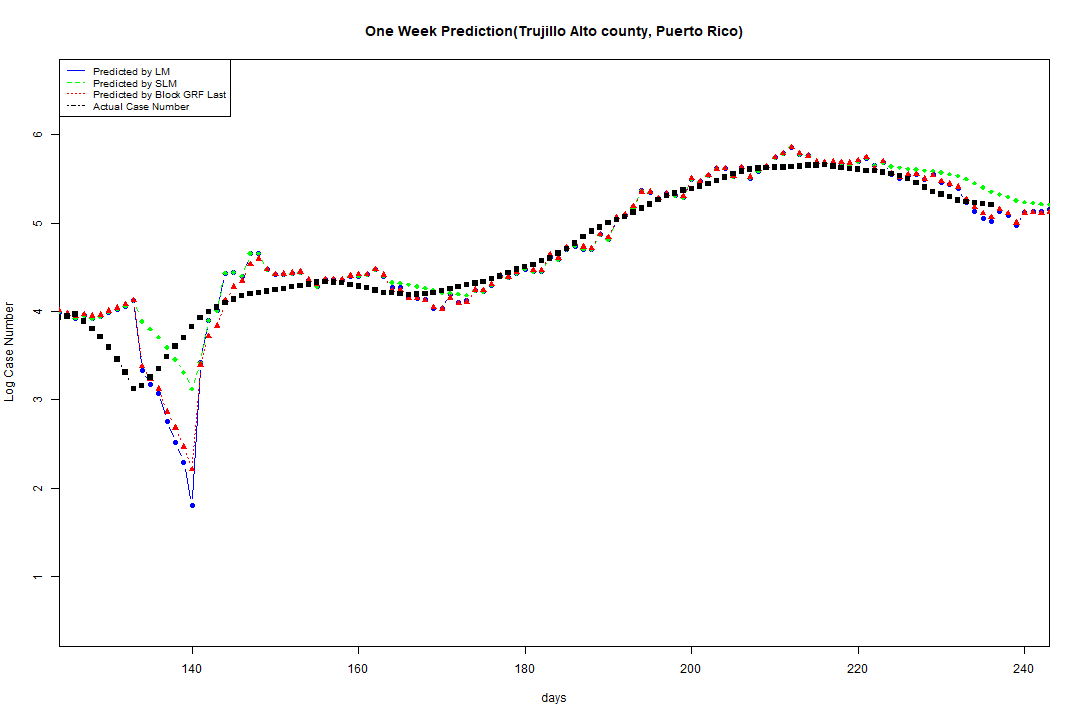 One Week Prediction(Trujillo Alto county, Puerto Rico)
Predicted by LM
Predicted by SLM
Predicted by Block GRF Last
Actual Case Number
6
5
4
3
2
1
Log Case Number
140 160 180 200 220 240
days